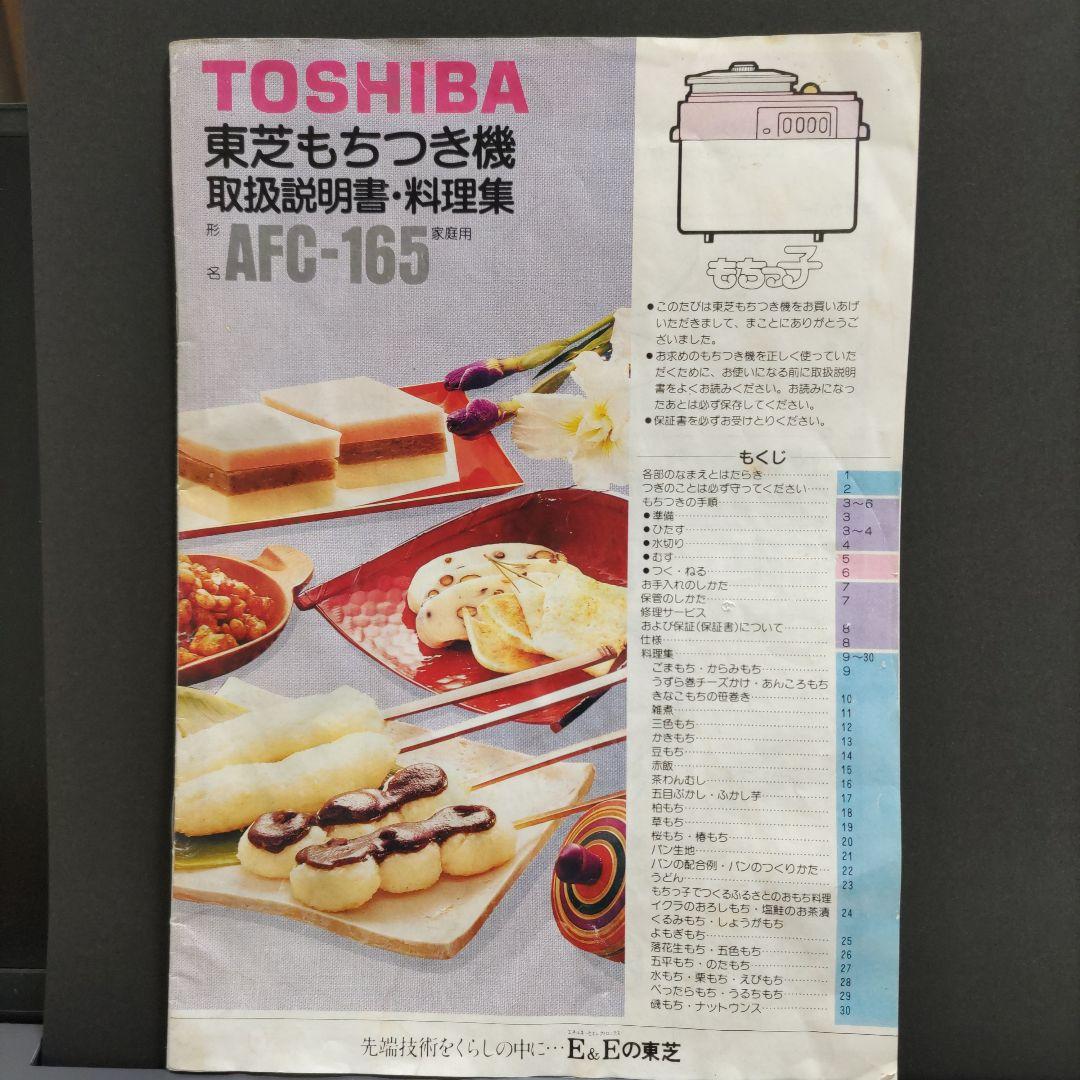 TOSHIBA
東芝もちつき機
取扱説明書・料理集
形名 AFC-165 家庭用
0000
もちっ子
●このたびは東芝もちつき機をお買いあげ
いただきまして、まことにありがとうご
ざいました。
●お求めのもちつき機を正しく使っていた
だくために、お使いになる前に取扱説明
書をよくお読みください。お読みになっ
たあとは必ず保存してください。
●保証書を必ずお受けとりください。
もくじ
各部のなまえとはたらき 1
つぎのことは必ず守ってください 2
もちつきの手順 3〜6
●準備 3
●ひたす 3〜4
●水切り 4
●むす 5
●つく・ねる 6
お手入れのしかた 7
保管のしかた 7
修理サービス
および保証(保証書)について 8
仕様 8
料理集 9〜30
ごまもち・からみもち 9
うずら巻チーズかけ・あんころもち
きなこもちの笹巻き 10
雑煮 11
三色もち 12
かきもち 13
豆もち 14
赤飯 15
茶わんむし 16
五目ぶかし・ふかし芋 17
柏もち 18
草もち 19
桜もち・椿もち 20
パン生地 21
パンの配合例・パンのつくりかた 22
うどん 23
もちっ子でつくるふるさとのおもち料理
イクラのおろしもち・塩鮭のお茶漬 24
くるみもち・しょうがもち
よもぎもち 25
落花生もち・五色もち 26
五平もち・のたもち 27
水もち・栗もち・えびもち 28
べったらもち・うるちもち 29
磯もち・ナットウンス 30
先端技術をくらしの中に…E&Eの東芝
エネルギーとエレクトロニクス